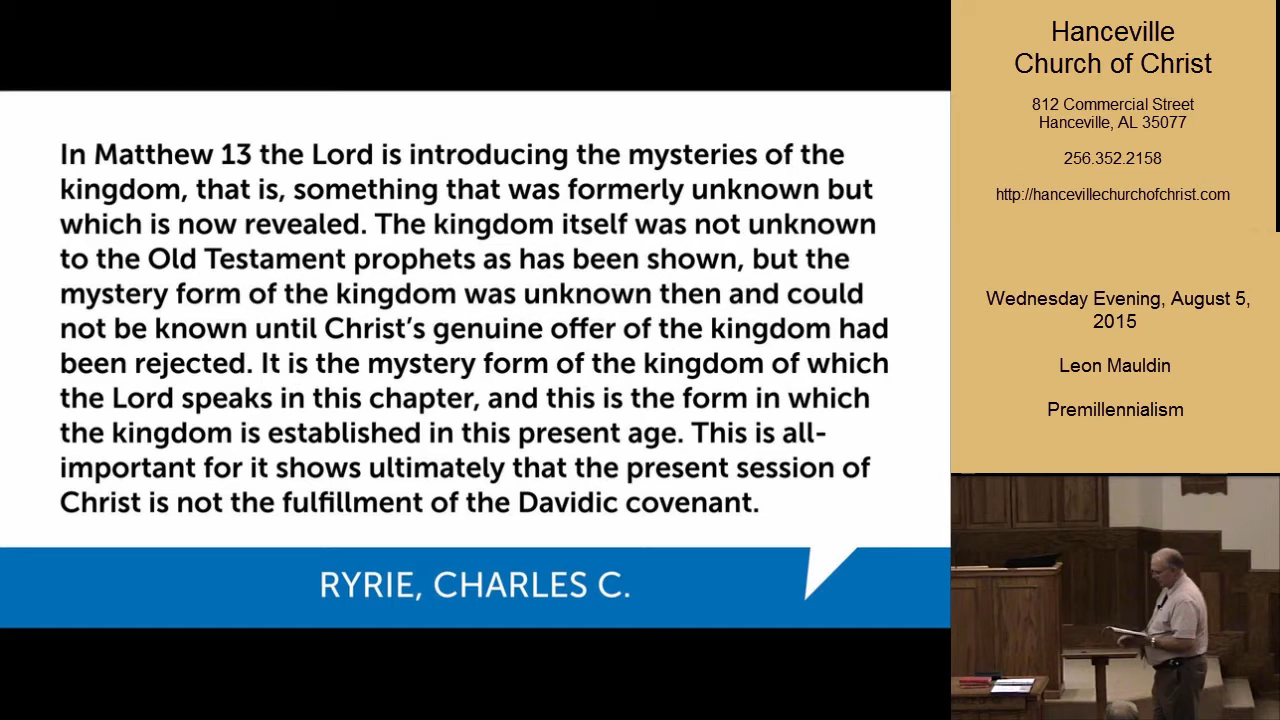 In Matthew 13 the Lord is introducing the mysteries of the
kingdom, that is, something that was formerly unknown but
which is now revealed. The kingdom itself was not unknown
to the Old Testament prophets as has been shown, but the
mystery form of the kingdom was unknown then and could
not be known until Christ’s genuine offer of the kingdom had
been rejected. It is the mystery form of the kingdom of which
the Lord speaks in this chapter, and this is the form in which
the kingdom is established in this present age. This is all-
important for it shows ultimately that the present session of
Christ is not the fulfillment of the Davidic covenant.
RYRIE, CHARLES C.
Hanceville
Church of Christ
812 Commercial Street
Hanceville, AL 35077
256.352.2158
http://hancevillechurchofchrist.com
Wednesday Evening, August 5,
2015
Leon Mauldin
Premillennialism